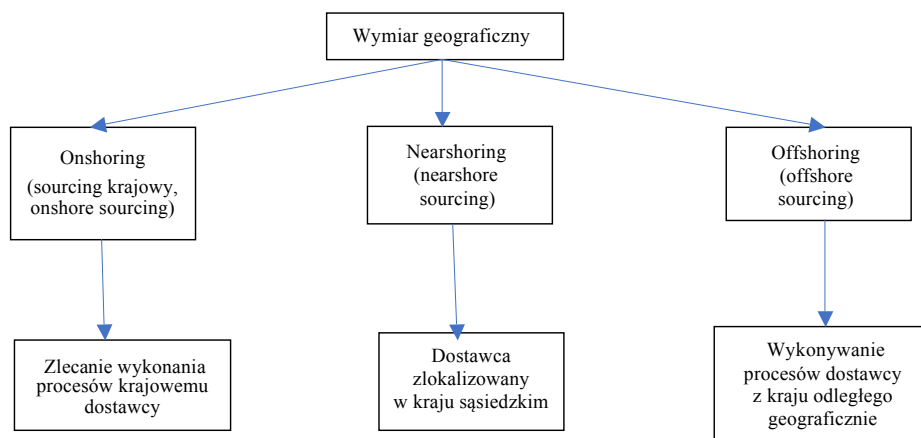 Wymiar geograficzny
Onshoring
(sourcing krajowy,
onshore sourcing)
Nearshoring
(nearshore
sourcing)
Offshoring
(offshore
sourcing)
Zlecanie wykonania
procesów krajowemu
dostawcy
Dostawca
zlokalizowany
w kraju sąsiedzkim
Wykonywanie
procesów dostawcy
z kraju odległego
geograficznie